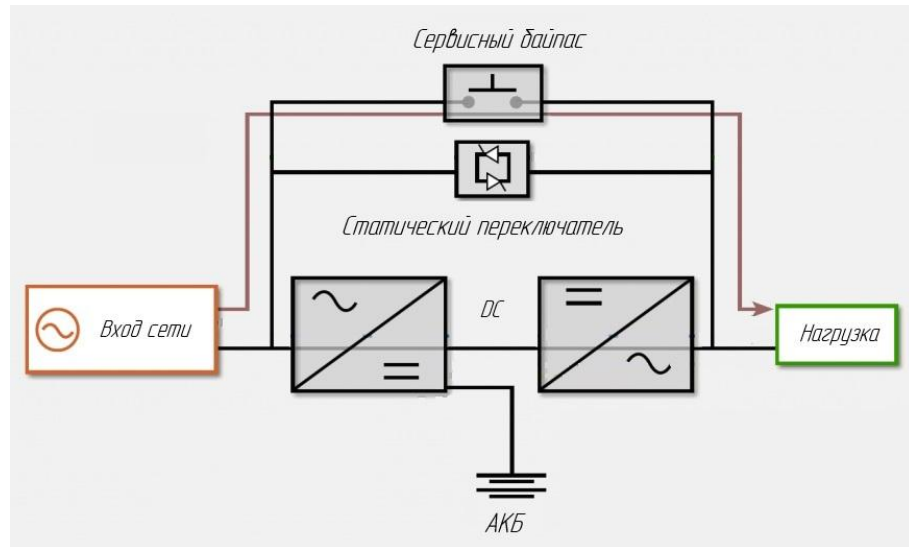 Сервисный байпас
Статический переключатель
Вход сети
DC
Нагрузка
АКБ